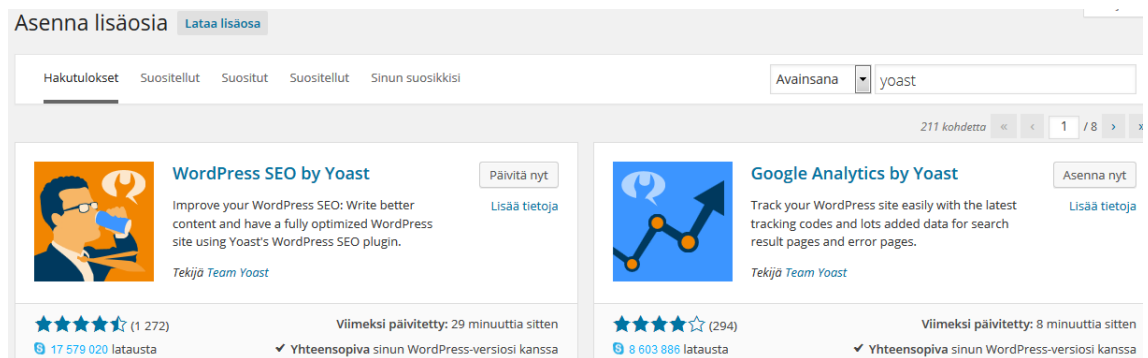 Asenna lisäosia Lataa lisäosa
Hakutulokset Suositellut Suositut Suositellut Sinun suosikkisi Avainsana yoast
211 kohdetta « ‹ 1 / 8 › »
WordPress SEO by Yoast Päivitä nyt
Improve your WordPress SEO: Write better Lisää tietoja
content and have a fully optimized WordPress
site using Yoast's WordPress SEO plugin.
Tekijä Team Yoast
(1 272) Viimeksi päivitetty: 29 minuuttia sitten
17 579 020 latausta ✔ Yhteensopiva sinun WordPress-versiosi kanssa
Google Analytics by Yoast Asenna nyt
Track your WordPress site easily with the latest Lisää tietoja
tracking codes and lots added data for search
result pages and error pages.
Tekijä Team Yoast
(294) Viimeksi päivitetty: 8 minuuttia sitten
8 603 886 latausta ✔ Yhteensopiva sinun WordPress-versiosi kanssa